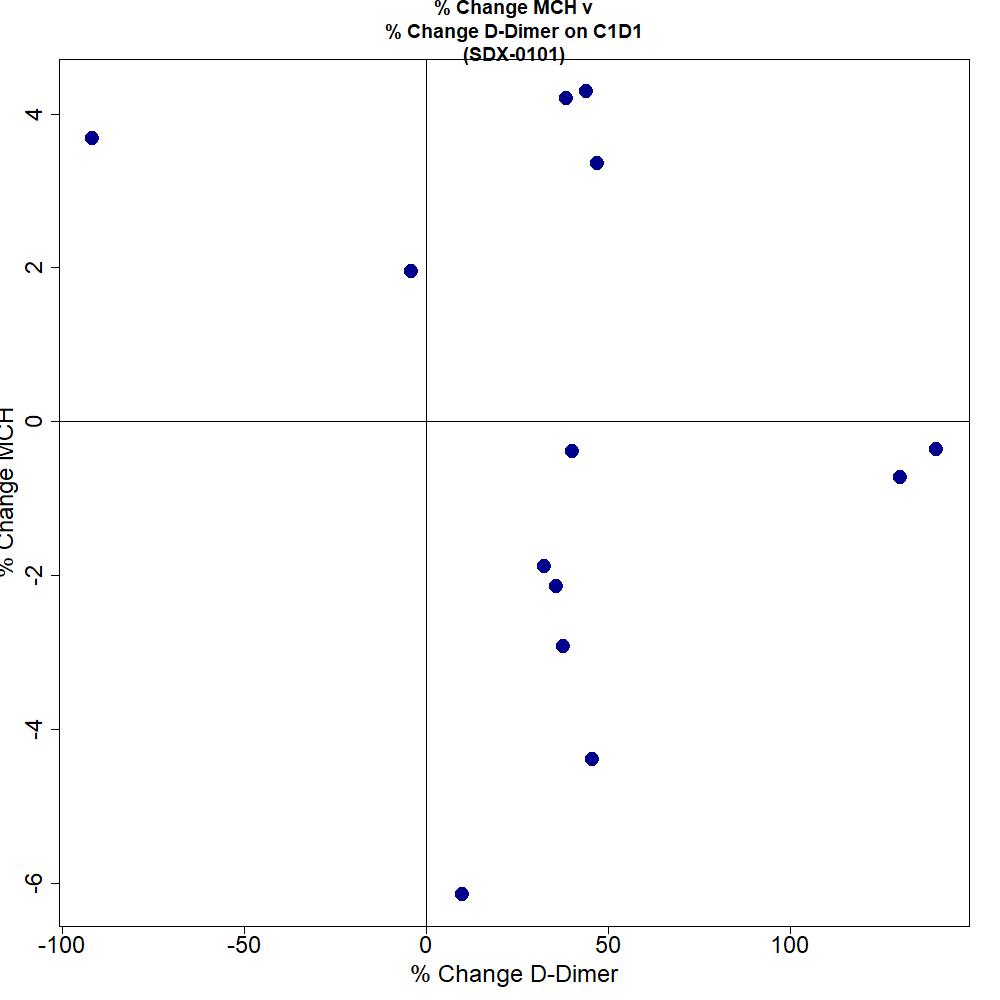 % Change MCH v
% Change D-Dimer on C1D1
(SDX-0101)
% Change MCH
4
2
0
-2
-4
-6
-100
-50
0
50
100
% Change D-Dimer